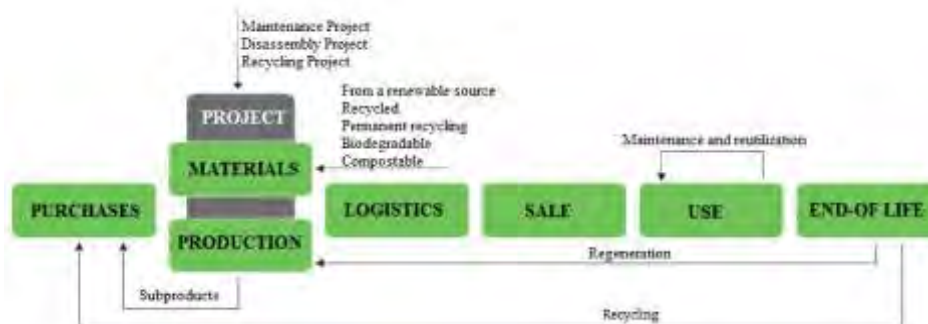 Maintenance Project
Disassembly Project
Recycling Project
PROJECT
From a renewable source
Recycled
Permanent recycling
Biodegradable
Compostable
MATERIALS
Maintenance and reutilization
PURCHASES
PRODUCTION
LOGISTICS
SALE
USE
END-OF LIFE
Regeneration
Subproducts
Recycling